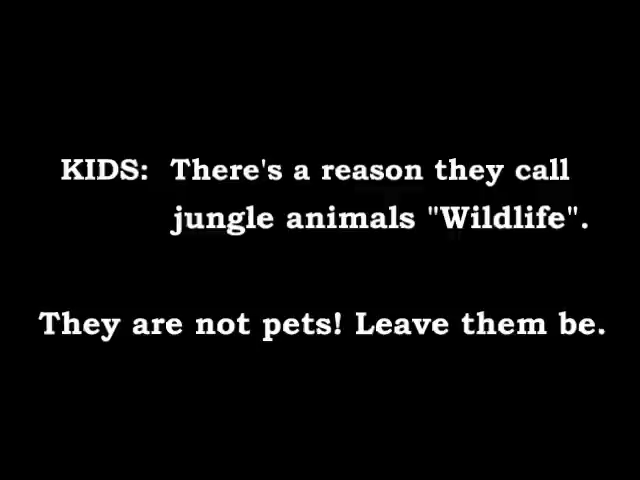 KIDS: There's a reason they call
jungle animals "Wildlife".
They are not pets! Leave them be.